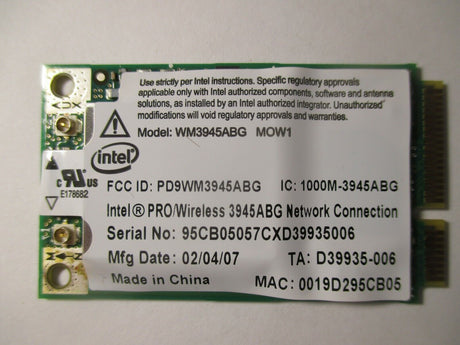 Use strictly per Intel instructions. Specific regulatory approvals
applicable only with Intel authorized components, software and antenna
solutions, as installed by an Intel authorized integrator. Unauthorized
modifications will void regulatory approvals and warranties.
AUX
Model: WM3945ABG MOW1
intel
c RU US
E178682
FCC ID: PD9WM3945ABG IC: 1000M-3945ABG
Intel® PRO/Wireless 3945ABG Network Connection
Serial No: 95CB05057CXD39935006
Mfg Date: 02/04/07 TA: D39935-006
Made in China MAC: 0019D295CB05